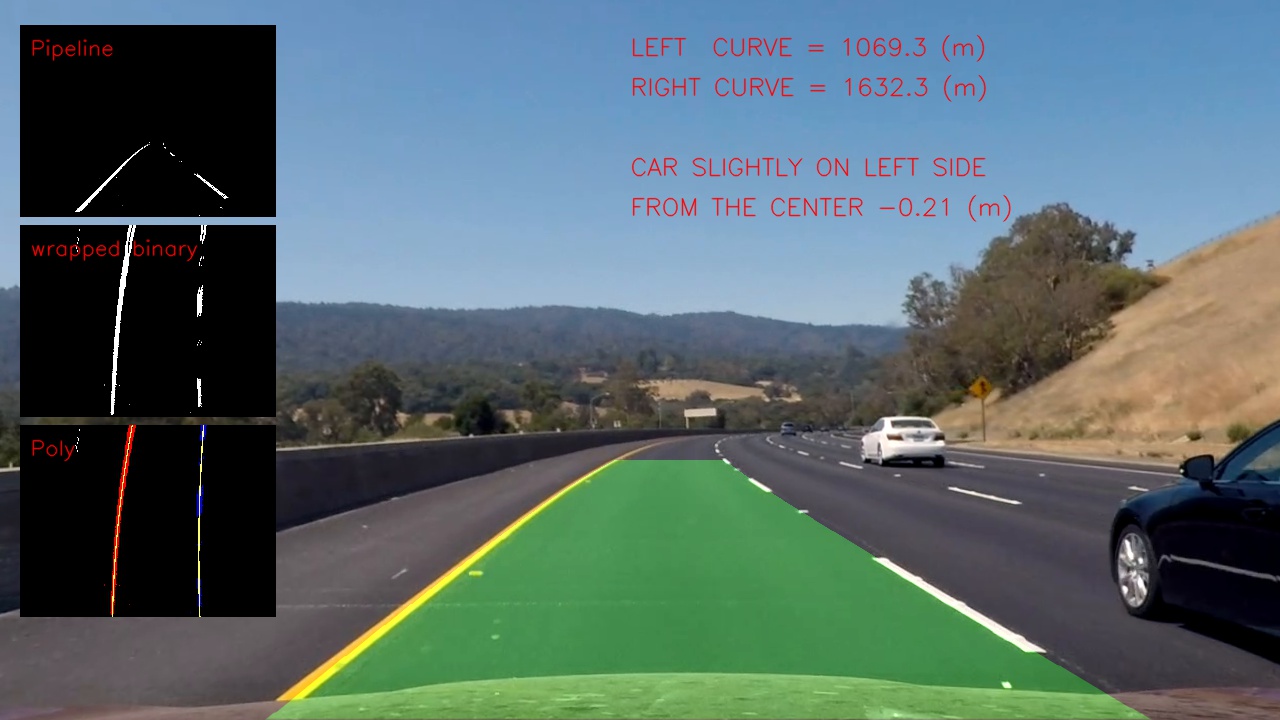 Pipeline
wrapped binary
Poly
LEFT CURVE = 1069.3 (m)
RIGHT CURVE = 1632.3 (m)
CAR SLIGHTLY ON LEFT SIDE
FROM THE CENTER -0.21 (m)